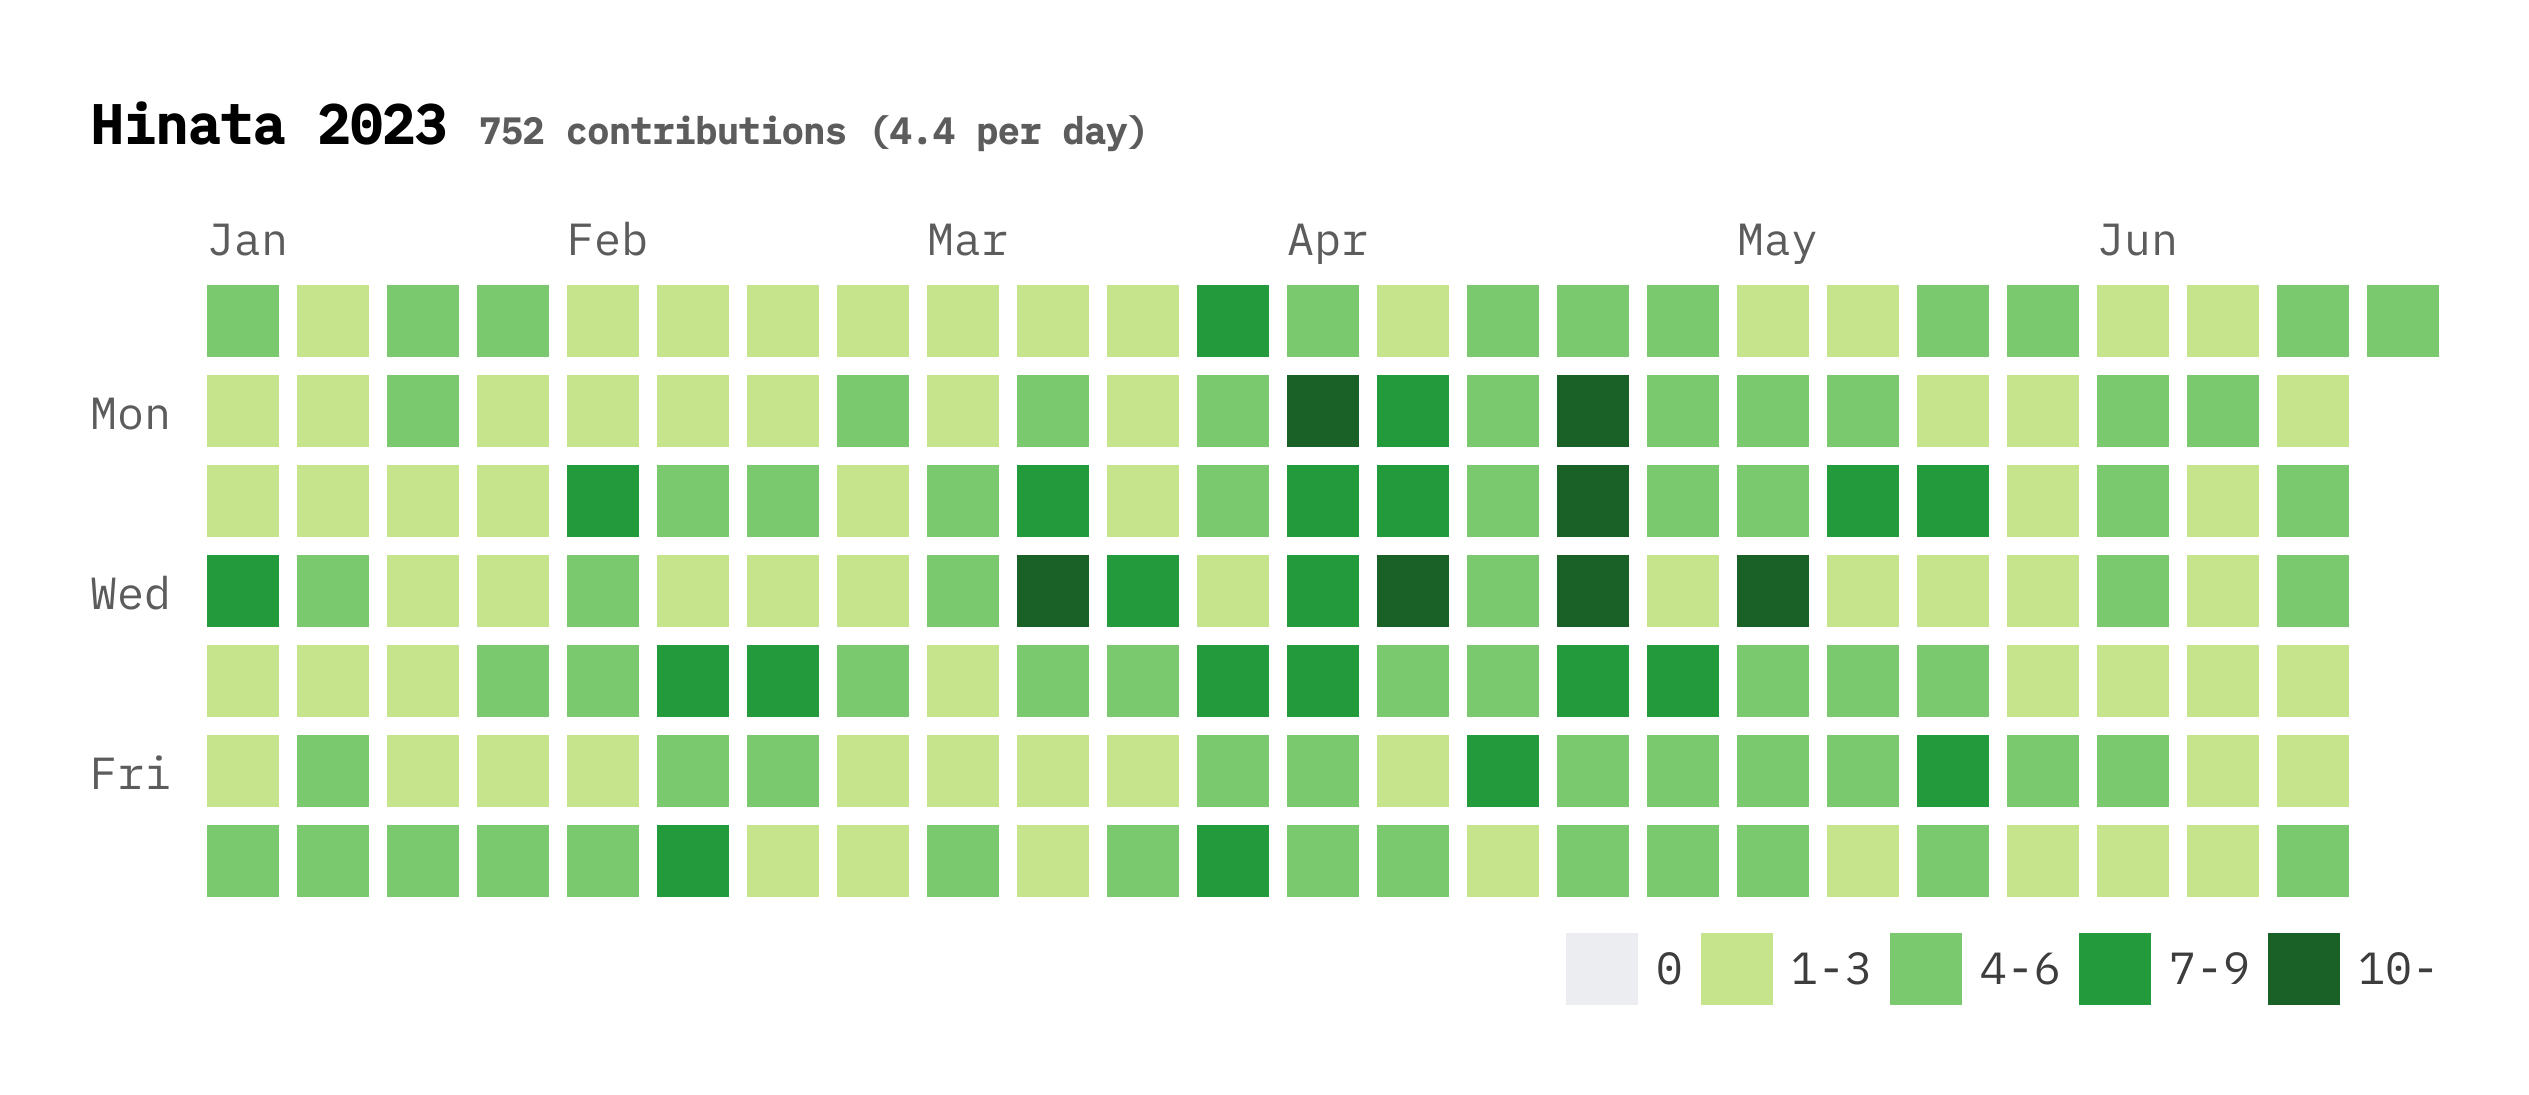 Hinata 2023 752 contributions (4.4 per day)
Jan Feb Mar Apr May Jun
Mon
Wed
Fri
0 1-3 4-6 7-9 10-